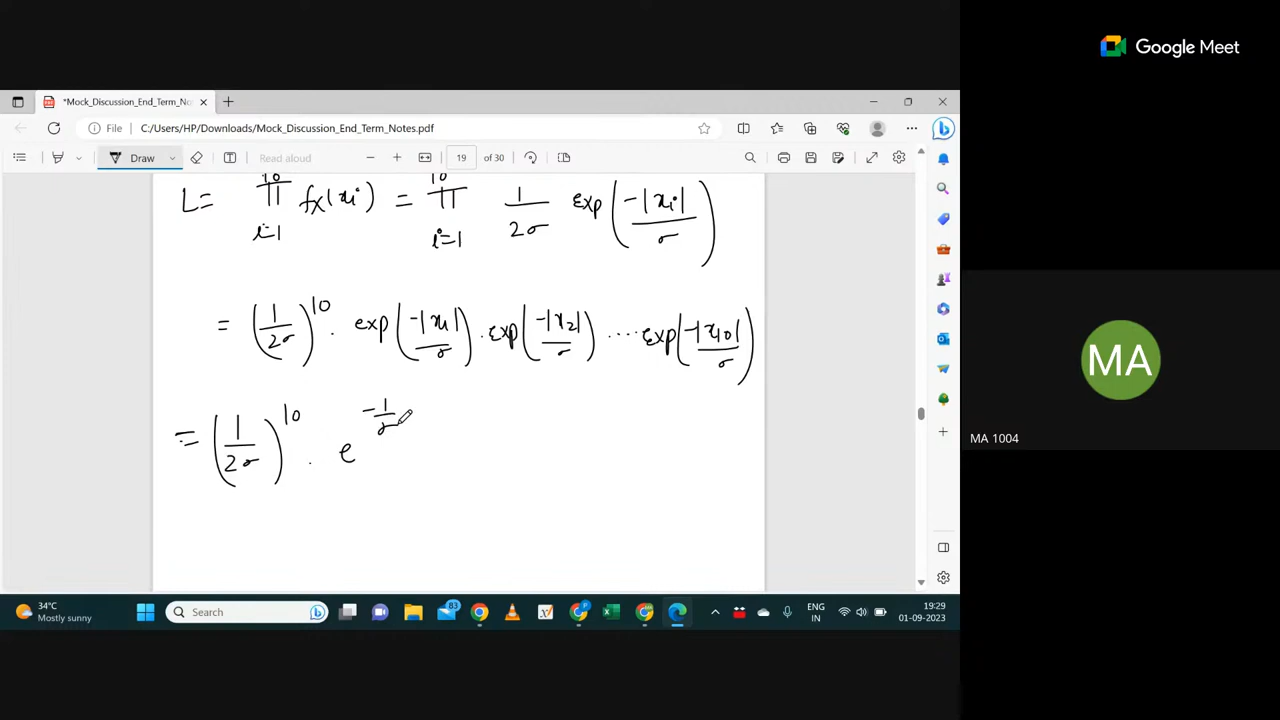 Google Meet
*Mock_Discussion_End_Term_No
File C:/Users/HP/Downloads/Mock_Discussion_End_Term_Notes.pdf
Draw Read aloud 19 of 30
L = 10 ∏ i=1 fx(xi) = 10 ∏ i=1 1/2σ exp(-|xi|/σ)
= (1/2σ)^10 . exp(-|x1|/σ) . exp(-|x2|/σ) .... exp(-|x10|/σ)
= (1/2σ)^10 . e^-1/σ
MA
MA 1004
34°C
Mostly sunny
Search
83
ENG
IN
19:29
01-09-2023